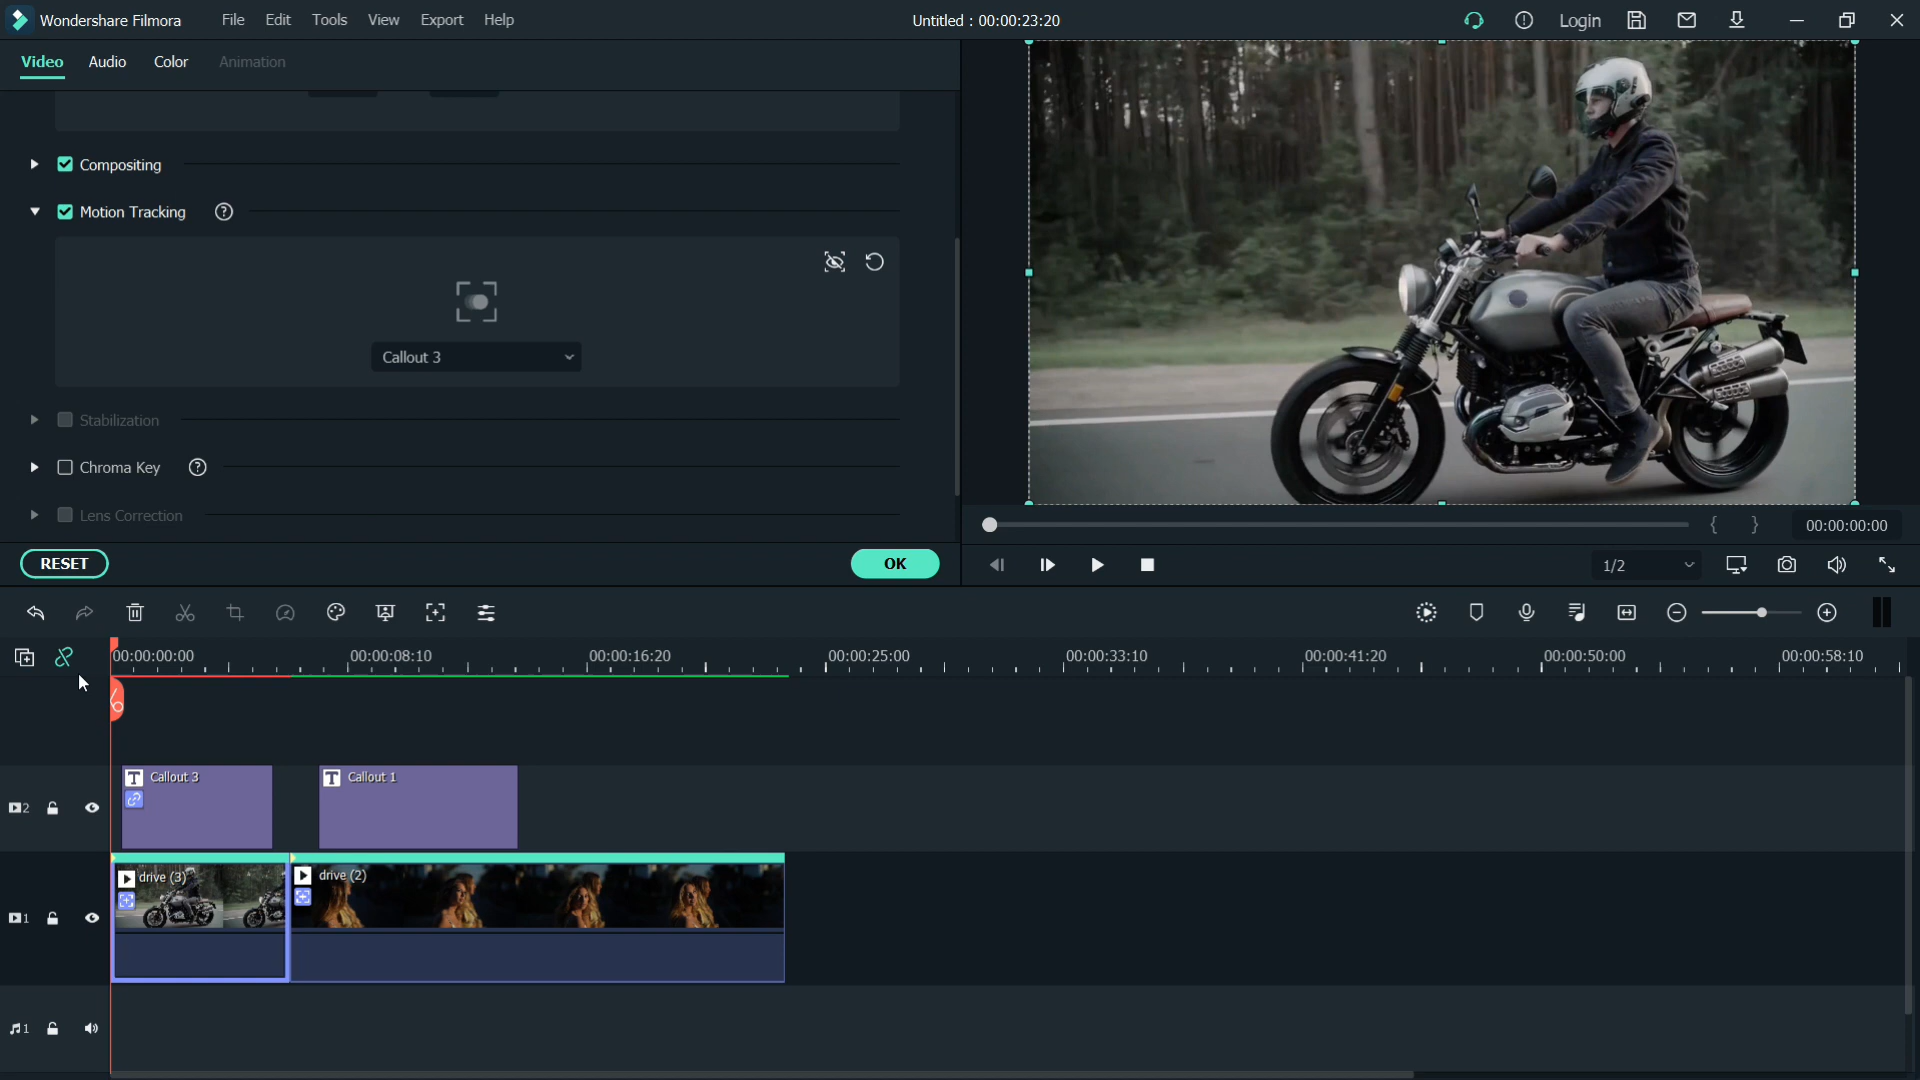 Wondershare Filmora File Edit Tools View Export Help Untitled : 00:00:23:20 Login
Video Audio Color Animation
Compositing
Motion Tracking
Callout 3
Stabilization
Chroma Key
Lens Correction
RESET OK
{ } 00:00:00:00
1/2
00:00:00:00 00:00:08:10 00:00:16:20 00:00:25:00 00:00:33:10 00:00:41:20 00:00:50:00 00:00:58:10
T Callout 3 T Callout 1
2
drive (3) drive (2)
1
1